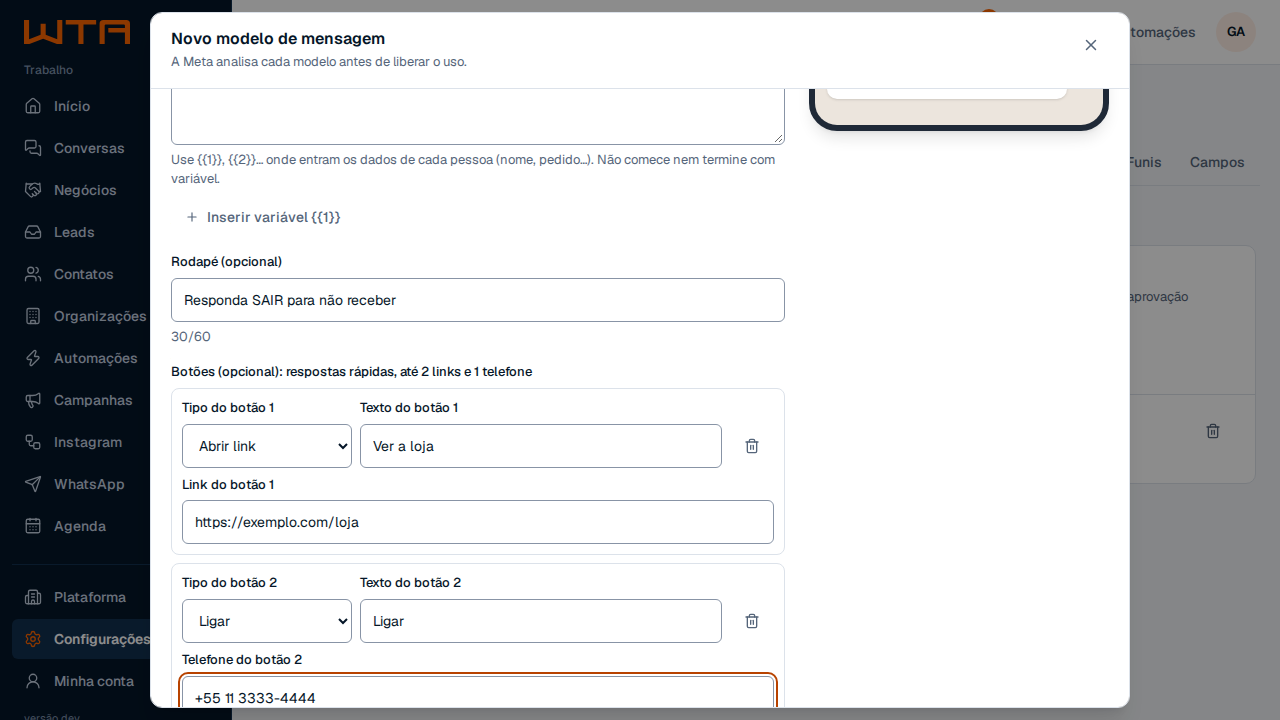 WTA
Trabalho
Início
Conversas
Negócios
Leads
Contatos
Organizações
Automações
Campanhas
Instagram
WhatsApp
Agenda
Plataforma
Configurações
Minha conta
versão dev
Novo modelo de mensagem
A Meta analisa cada modelo antes de liberar o uso.
Use {{1}}, {{2}}… onde entram os dados de cada pessoa (nome, pedido…). Não comece nem termine com
variável.
Inserir variável {{1}}
Rodapé (opcional)
Responda SAIR para não receber
30/60
Botões (opcional): respostas rápidas, até 2 links e 1 telefone
Tipo do botão 1
Texto do botão 1
Abrir link
Ver a loja
Link do botão 1
https://exemplo.com/loja
Tipo do botão 2
Texto do botão 2
Ligar
Ligar
Telefone do botão 2
+55 11 3333-4444
tomações
GA
Funis
Campos
aprovação